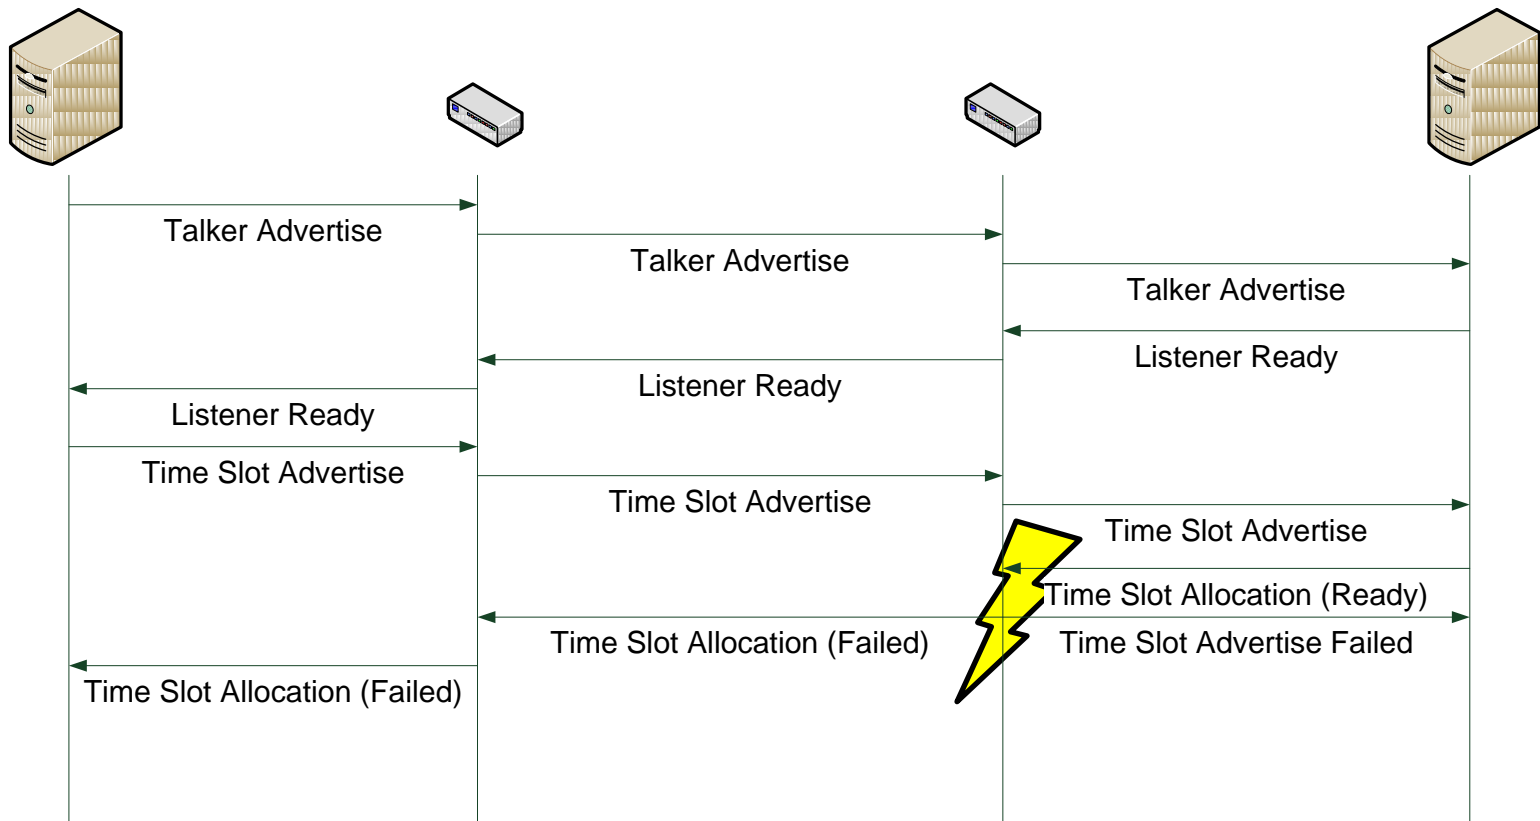 Talker Advertise
Talker Advertise
Talker Advertise
Listener Ready
Listener Ready
Listener Ready
Time Slot Advertise
Time Slot Advertise
Time Slot Advertise
Time Slot Allocation (Ready)
Time Slot Allocation (Failed)
Time Slot Advertise Failed
Time Slot Allocation (Failed)